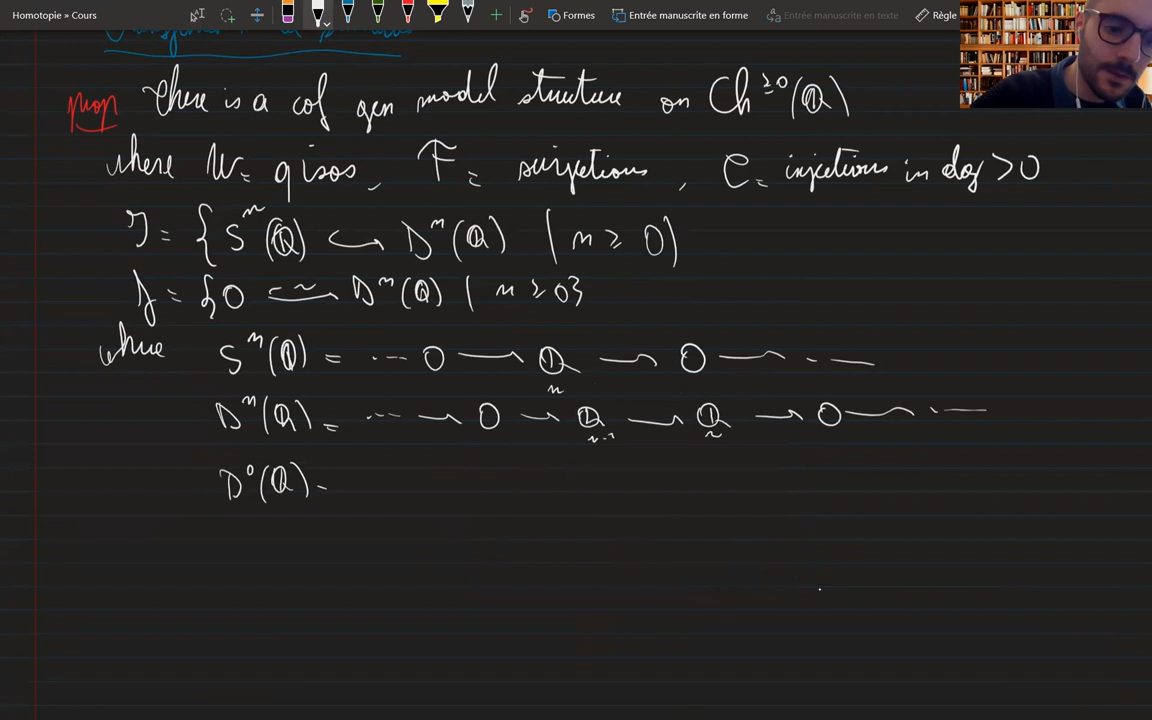 Homotopie » Cours
Formes
Entrée manuscrite en forme
Entrée manuscrite en texte
Règle
prop There is a cof gen model structure on Ch^{≥0}(ℚ)
where W = qisos, F = surjections, C = injections in deg > 0
I = { S^n(ℚ) ↪ D^n(ℚ) | n ≥ 0 }
J = { 0 ↪ D^n(ℚ) | n ≥ 0 }
where S^n(ℚ) = ... 0 → ℚ → 0 → ...
n
D^n(ℚ) = ... → 0 → ℚ → ℚ → 0 → ...
n-1 n
D^0(ℚ) =